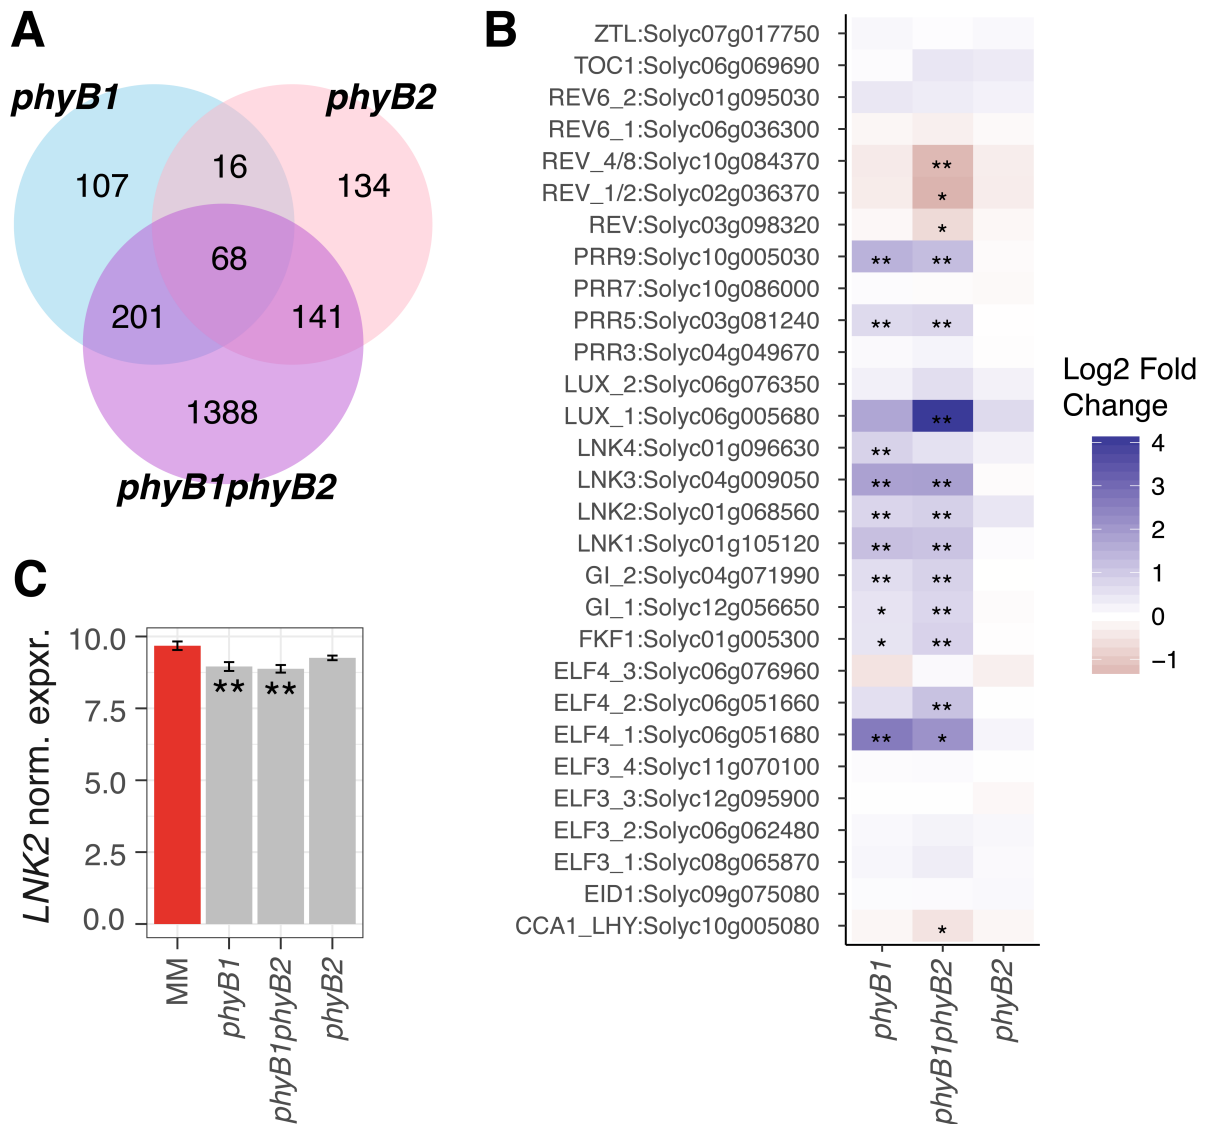 A
phyB1
phyB2
107
16
134
68
201
141
1388
phyB1phyB2
B
ZTL:Solyc07g017750
TOC1:Solyc06g069690
REV6_2:Solyc01g095030
REV6_1:Solyc06g036300
REV_4/8:Solyc10g084370 **
REV_1/2:Solyc02g036370 *
REV:Solyc03g098320 *
PRR9:Solyc10g005030 ** **
PRR7:Solyc10g086000
PRR5:Solyc03g081240 ** **
PRR3:Solyc04g049670
LUX_2:Solyc06g076350
LUX_1:Solyc06g005680 **
LNK4:Solyc01g096630 **
LNK3:Solyc04g009050 ** **
LNK2:Solyc01g068560 ** **
LNK1:Solyc01g105120 ** **
GI_2:Solyc04g071990 ** **
GI_1:Solyc12g056650 * **
FKF1:Solyc01g005300 * **
ELF4_3:Solyc06g076960
ELF4_2:Solyc06g051660 **
ELF4_1:Solyc06g051680 ** *
ELF3_4:Solyc11g070100
ELF3_3:Solyc12g095900
ELF3_2:Solyc06g062480
ELF3_1:Solyc08g065870
EID1:Solyc09g075080
CCA1_LHY:Solyc10g005080 *
phyB1
phyB1phyB2
phyB2
Log2 Fold
Change
4
3
2
1
0
−1
C
LNK2 norm. expxr.
10.0
7.5
5.0
2.5
0.0
** **
MM
phyB1
phyB1phyB2
phyB2